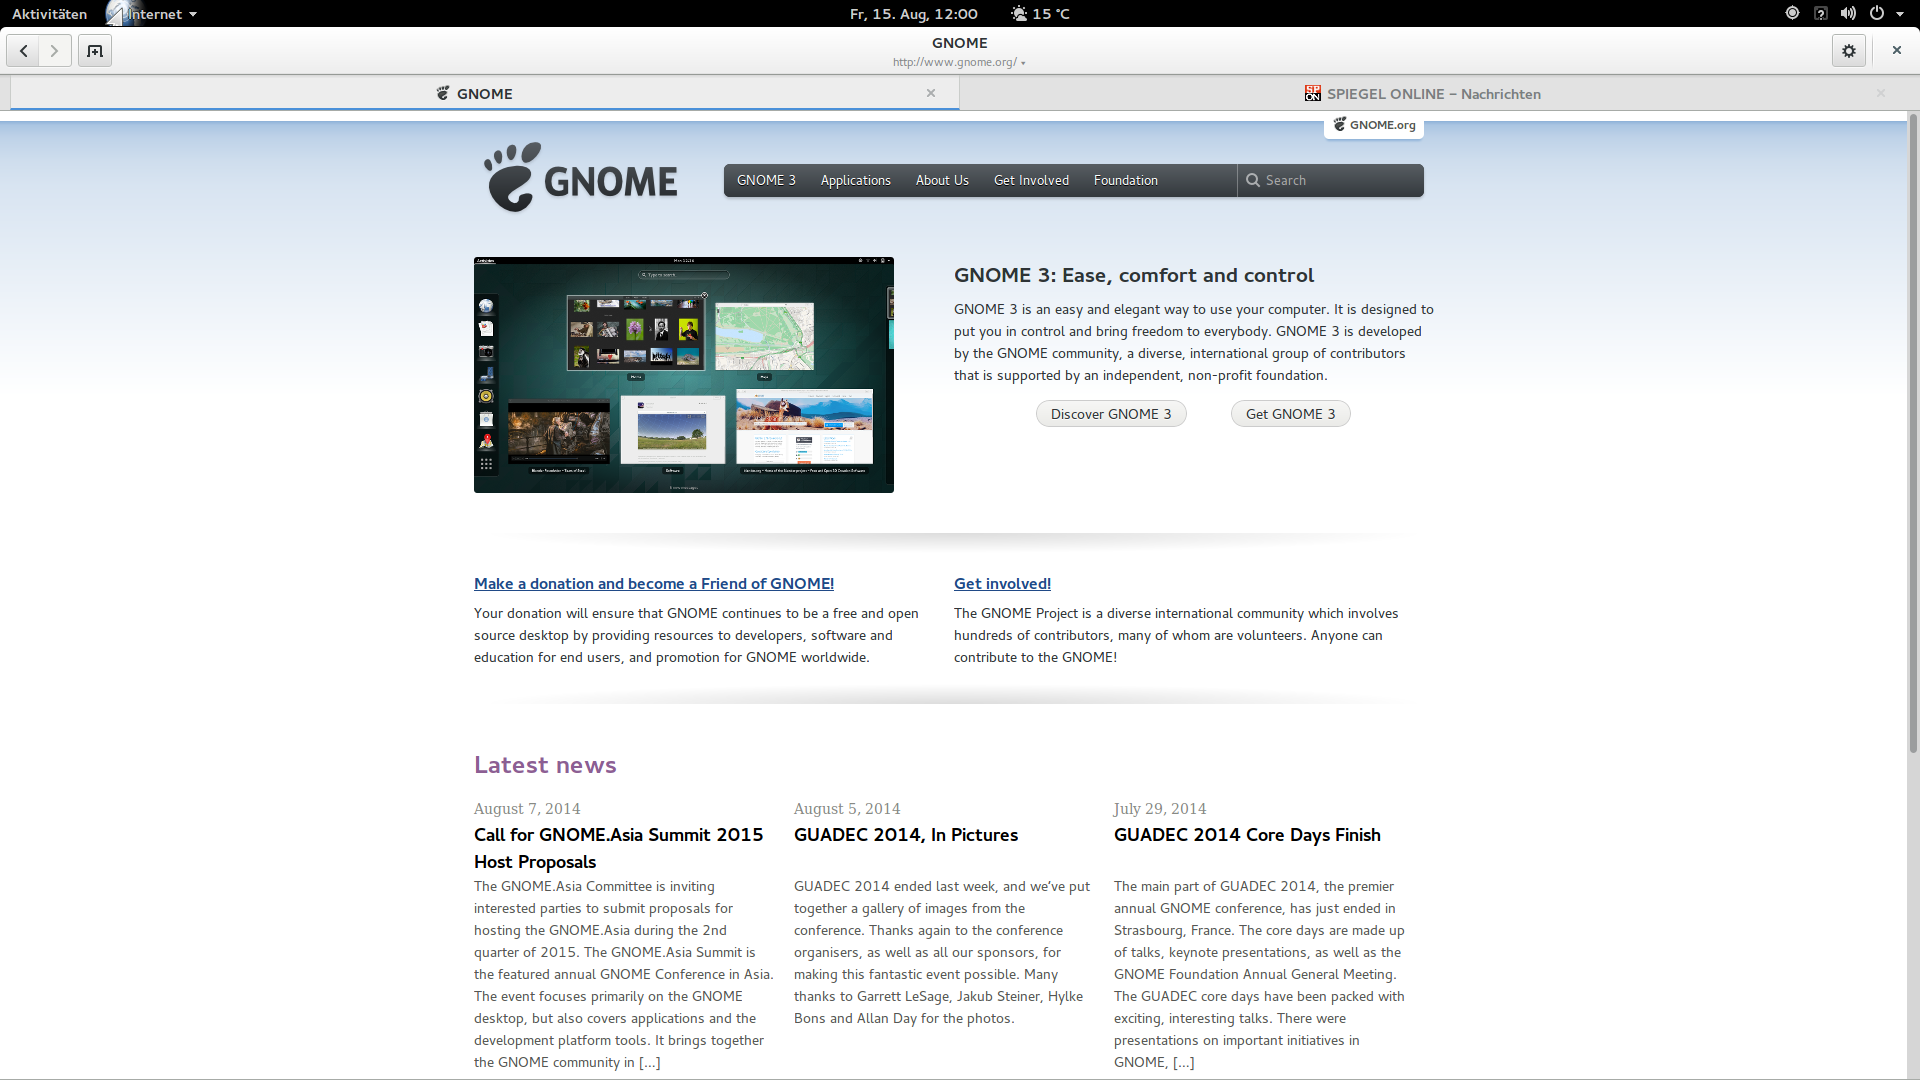 Aktivitäten Internet Fr, 15. Aug, 12:00 15 °C
GNOME
http://www.gnome.org/
GNOME SPIEGEL ONLINE – Nachrichten
GNOME.org
GNOME
GNOME 3 Applications About Us Get Involved Foundation Search
Type to search
GNOME 3: Ease, comfort and control
GNOME 3 is an easy and elegant way to use your computer. It is designed to
put you in control and bring freedom to everybody. GNOME 3 is developed
by the GNOME community, a diverse, international group of contributors
that is supported by an independent, non-profit foundation.
Discover GNOME 3 Get GNOME 3
Make a donation and become a Friend of GNOME!
Your donation will ensure that GNOME continues to be a free and open
source desktop by providing resources to developers, software and
education for end users, and promotion for GNOME worldwide.
Get involved!
The GNOME Project is a diverse international community which involves
hundreds of contributors, many of whom are volunteers. Anyone can
contribute to the GNOME!
Latest news
August 7, 2014
Call for GNOME.Asia Summit 2015
Host Proposals
The GNOME.Asia Committee is inviting
interested parties to submit proposals for
hosting the GNOME.Asia during the 2nd
quarter of 2015. The GNOME.Asia Summit is
the featured annual GNOME Conference in Asia.
The event focuses primarily on the GNOME
desktop, but also covers applications and the
development platform tools. It brings together
the GNOME community in [...]
August 5, 2014
GUADEC 2014, In Pictures
GUADEC 2014 ended last week, and we've put
together a gallery of images from the
conference. Thanks again to the conference
organisers, as well as all our sponsors, for
making this fantastic event possible. Many
thanks to Garrett LeSage, Jakub Steiner, Hylke
Bons and Allan Day for the photos.
July 29, 2014
GUADEC 2014 Core Days Finish
The main part of GUADEC 2014, the premier
annual GNOME conference, has just ended in
Strasbourg, France. The core days are made up
of talks, keynote presentations, as well as the
GNOME Foundation Annual General Meeting.
The GUADEC core days have been packed with
exciting, interesting talks. There were
presentations on important initiatives in
GNOME, [...]